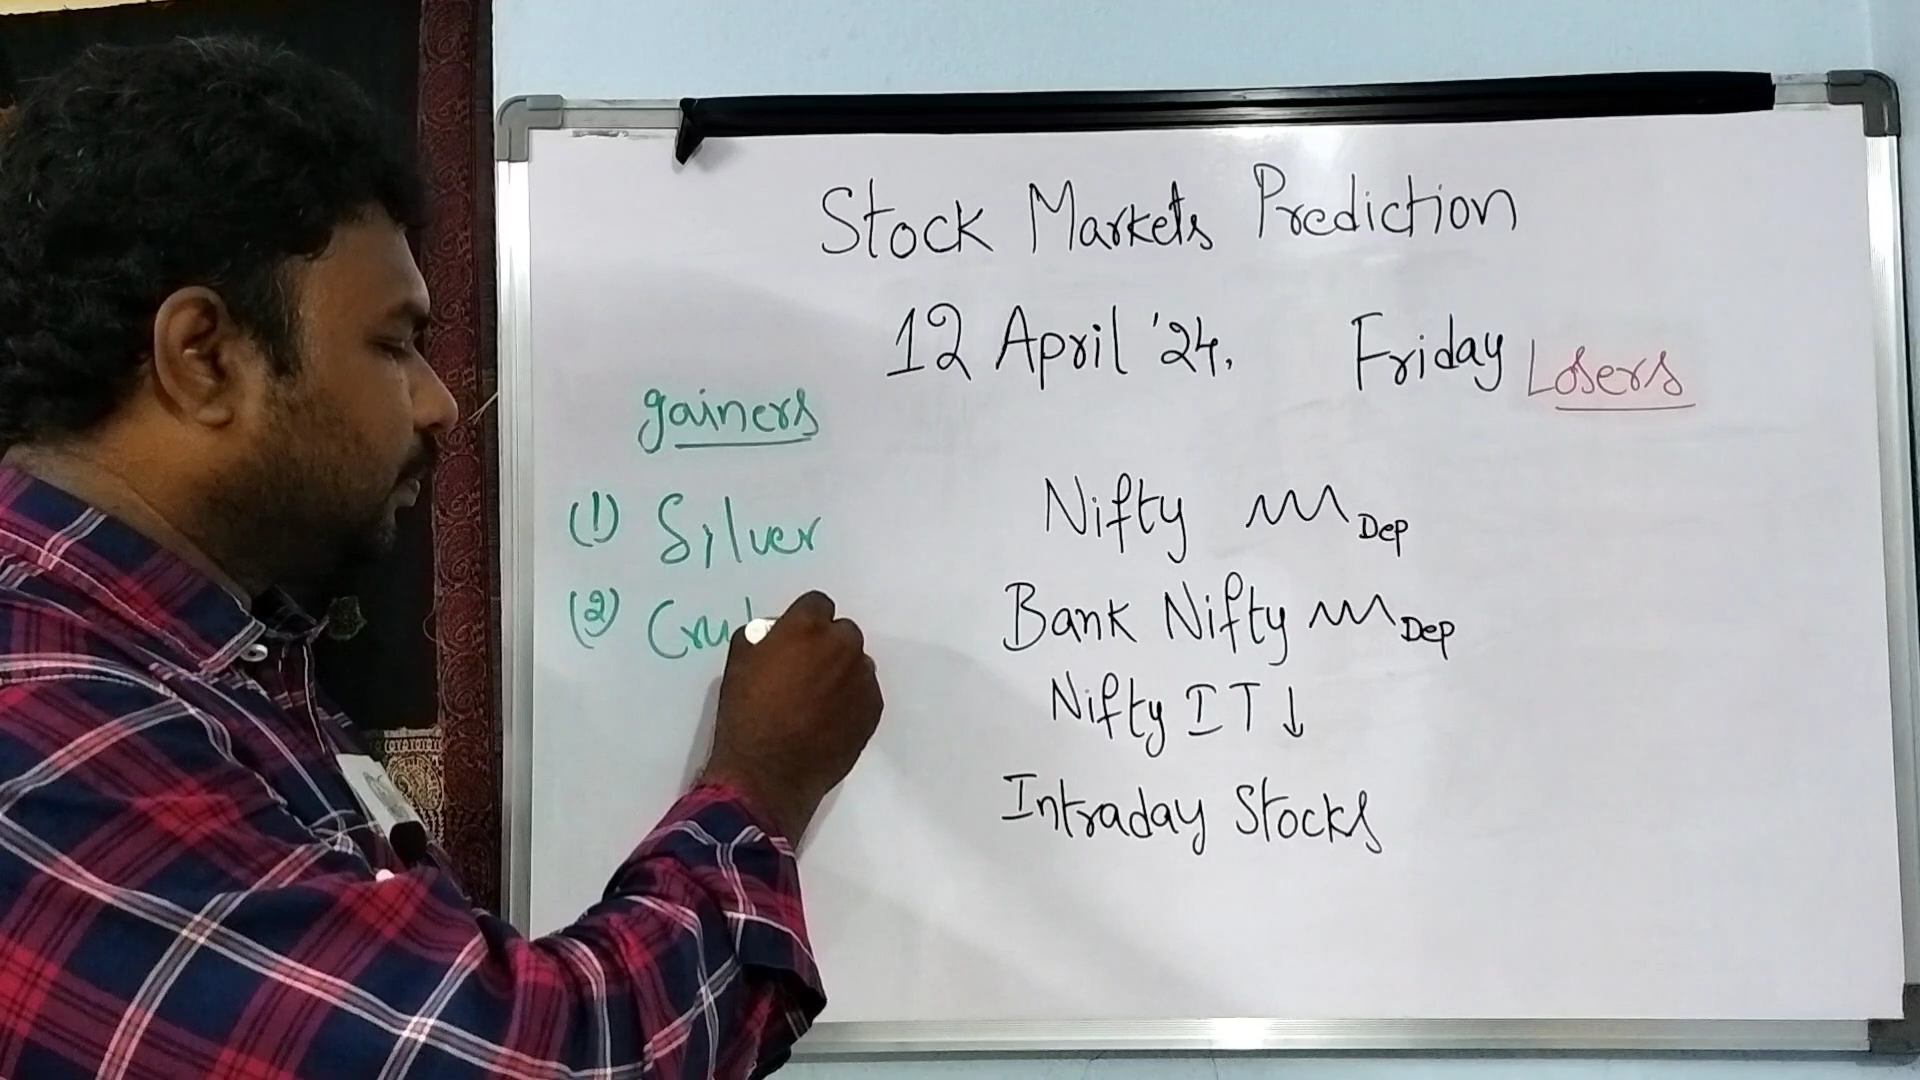 Stock Markets Prediction
12 April '24. Friday
Losers
gainers
(1) Silver
(2)
Nifty Dep
Bank Nifty Dep
Nifty IT ↓
Intraday Stocks